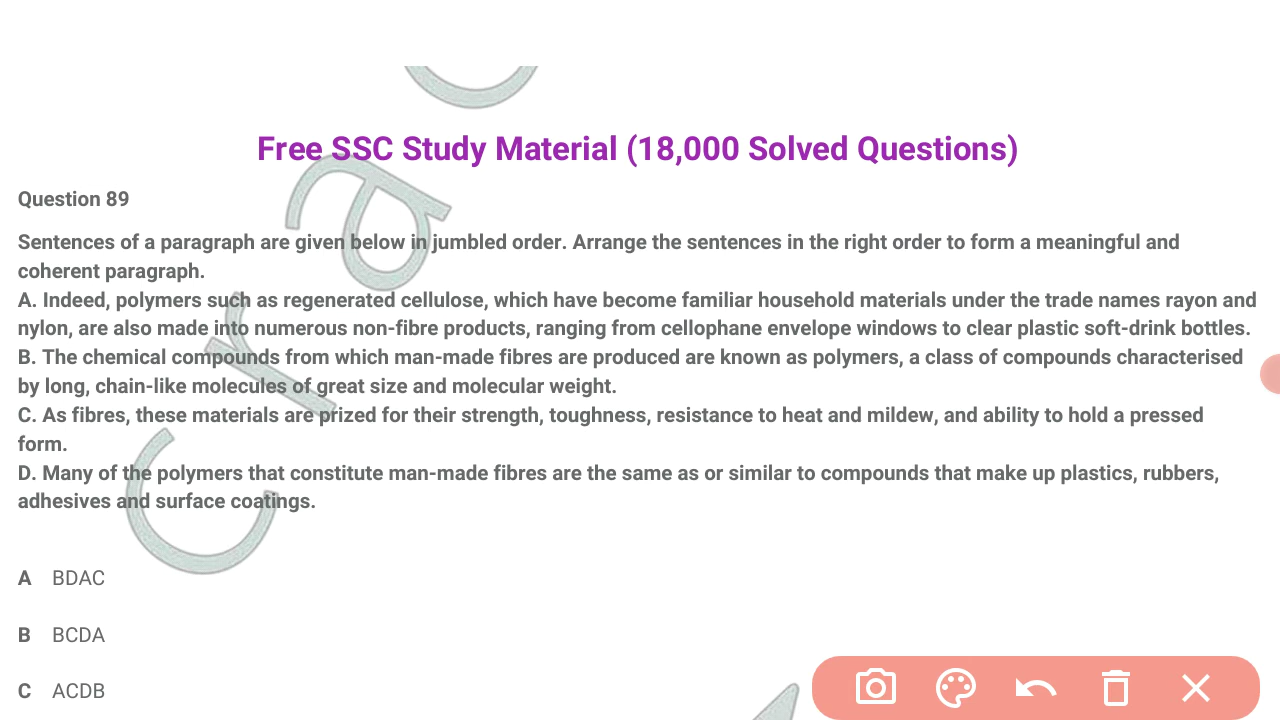 Free SSC Study Material (18,000 Solved Questions)
Question 89
Sentences of a paragraph are given below in jumbled order. Arrange the sentences in the right order to form a meaningful and
coherent paragraph.
A. Indeed, polymers such as regenerated cellulose, which have become familiar household materials under the trade names rayon and
nylon, are also made into numerous non-fibre products, ranging from cellophane envelope windows to clear plastic soft-drink bottles.
B. The chemical compounds from which man-made fibres are produced are known as polymers, a class of compounds characterised
by long, chain-like molecules of great size and molecular weight.
C. As fibres, these materials are prized for their strength, toughness, resistance to heat and mildew, and ability to hold a pressed
form.
D. Many of the polymers that constitute man-made fibres are the same as or similar to compounds that make up plastics, rubbers,
adhesives and surface coatings.
A BDAC
B BCDA
C ACDB